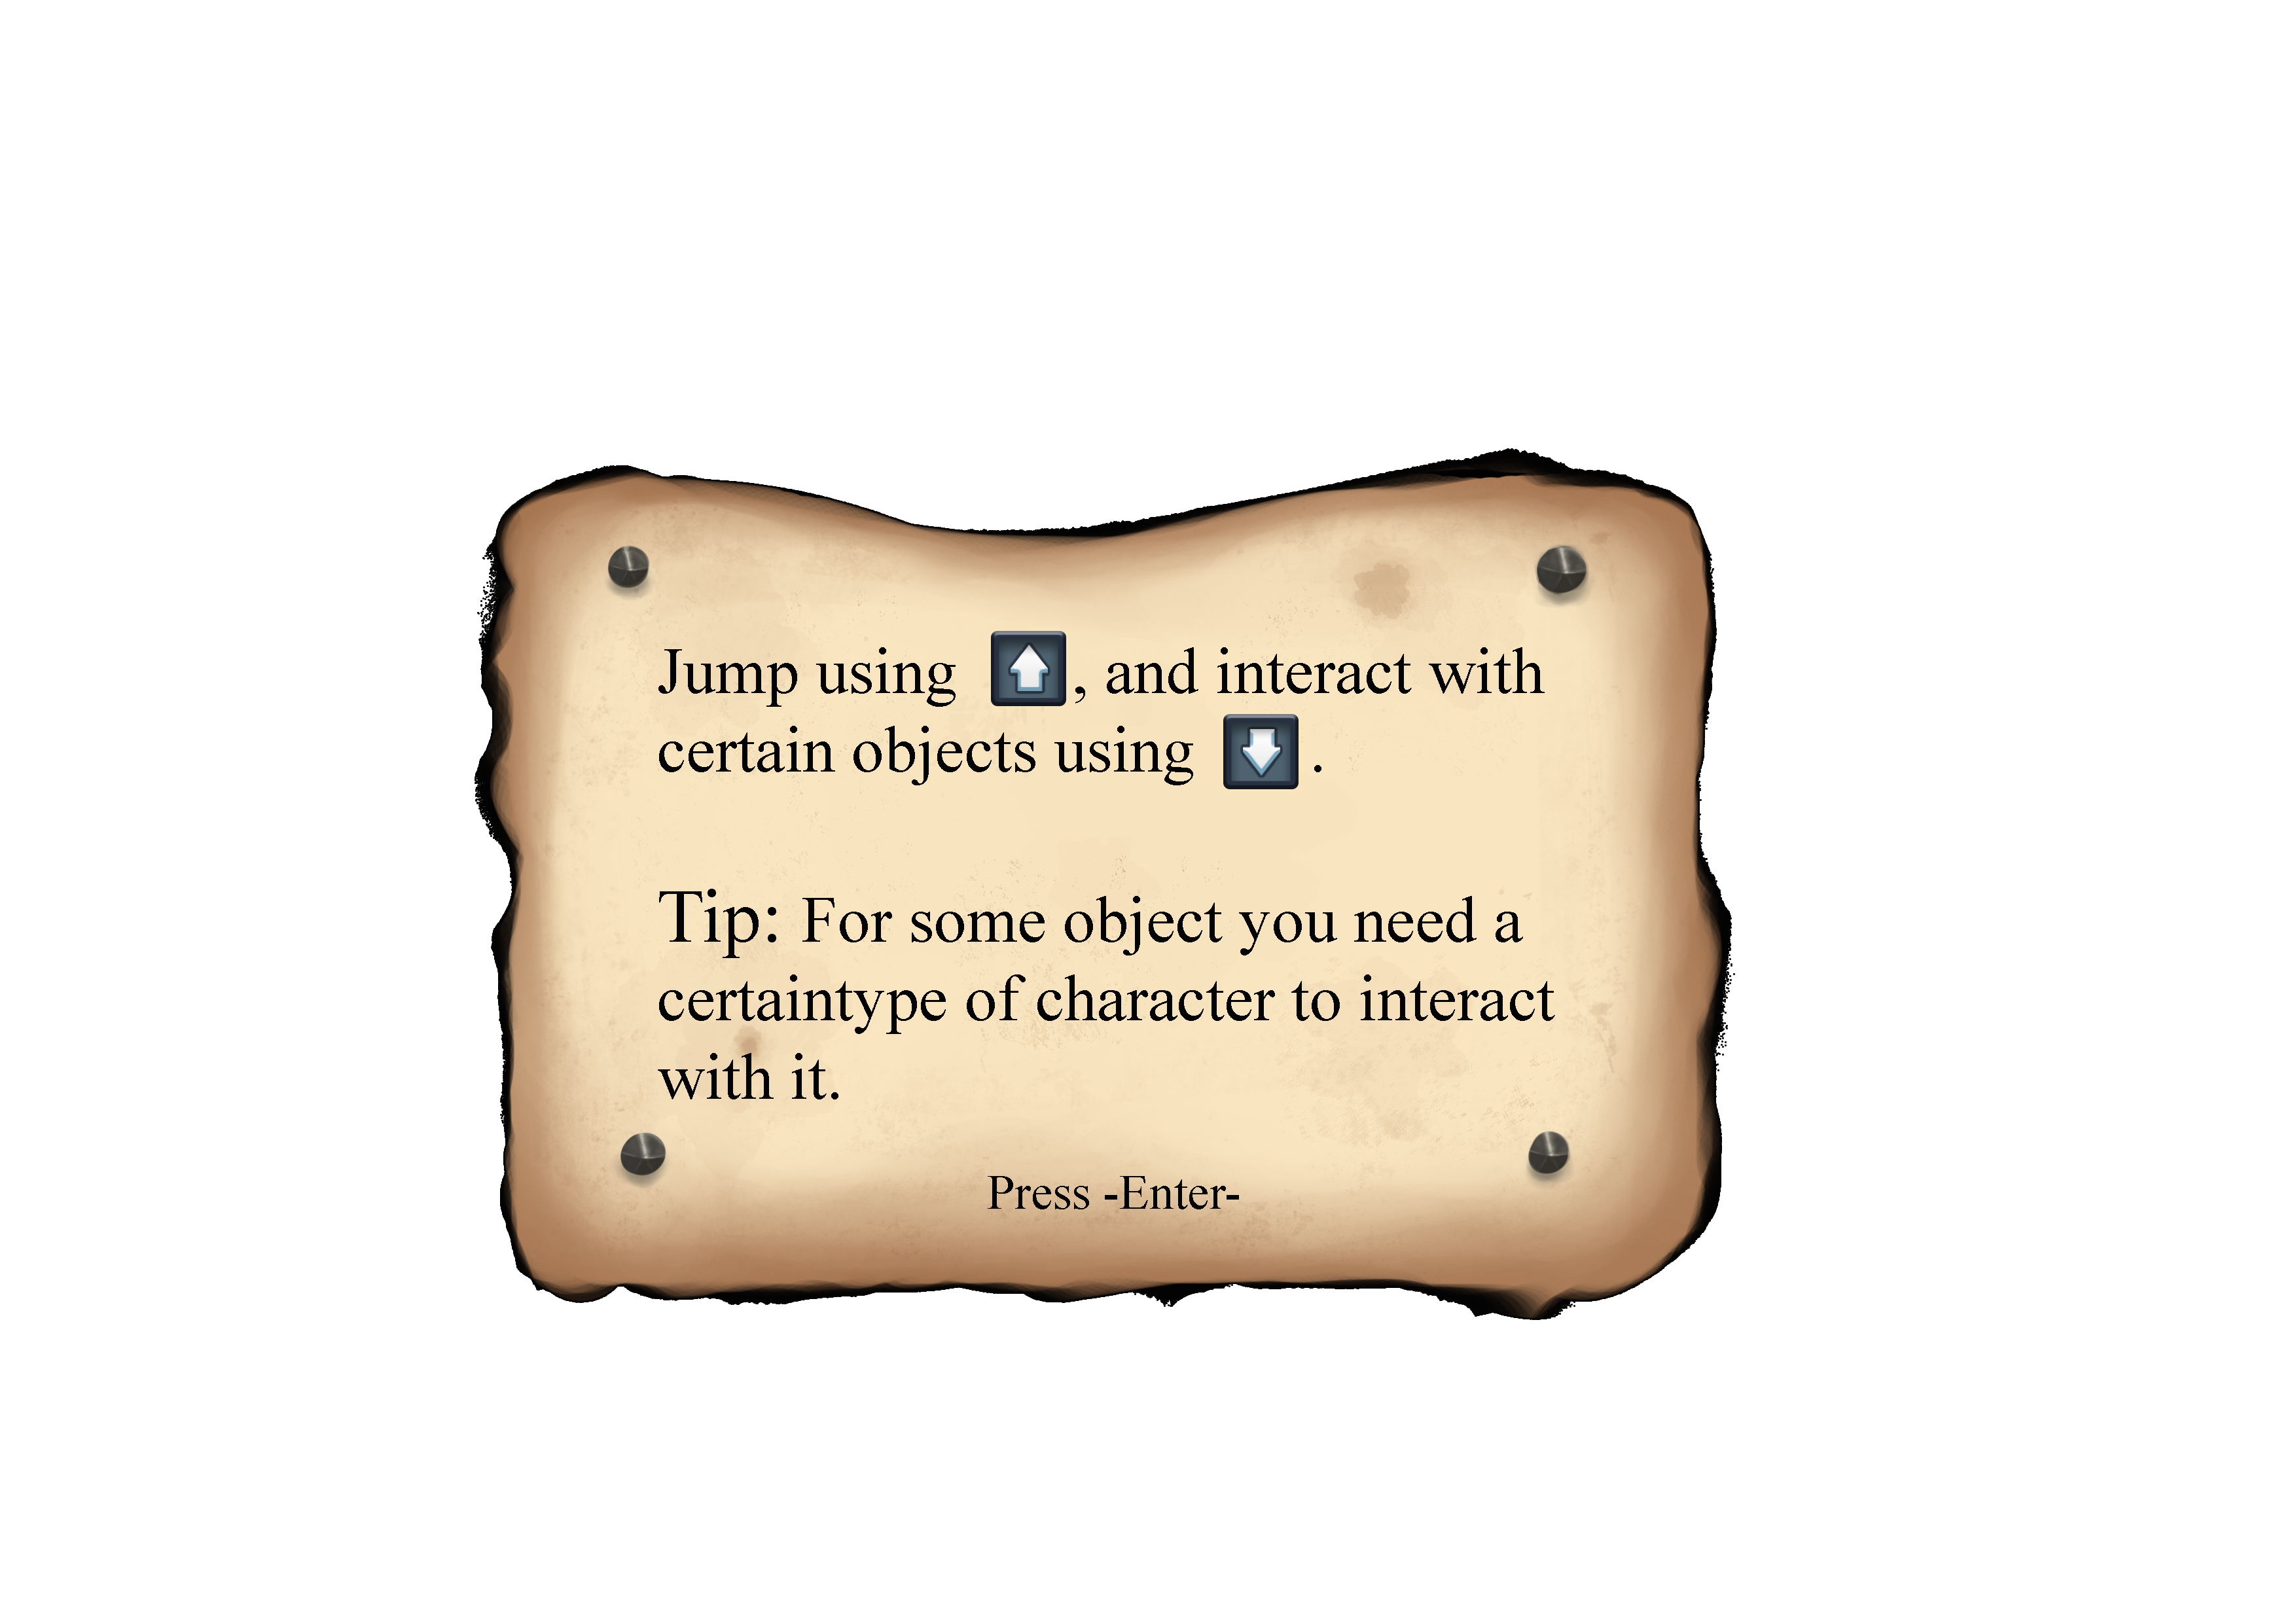 Jump using ⬆, and interact with
certain objects using ⬇.
Tip: For some object you need a
certaintype of character to interact
with it.
Press -Enter-